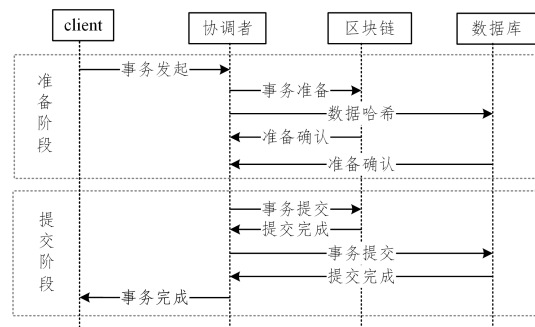 client 协调者 区块链 数据库
准备阶段
事务发起
事务准备
数据哈希
准备确认
准备确认
提交阶段
事务提交
提交完成
事务提交
提交完成
事务完成